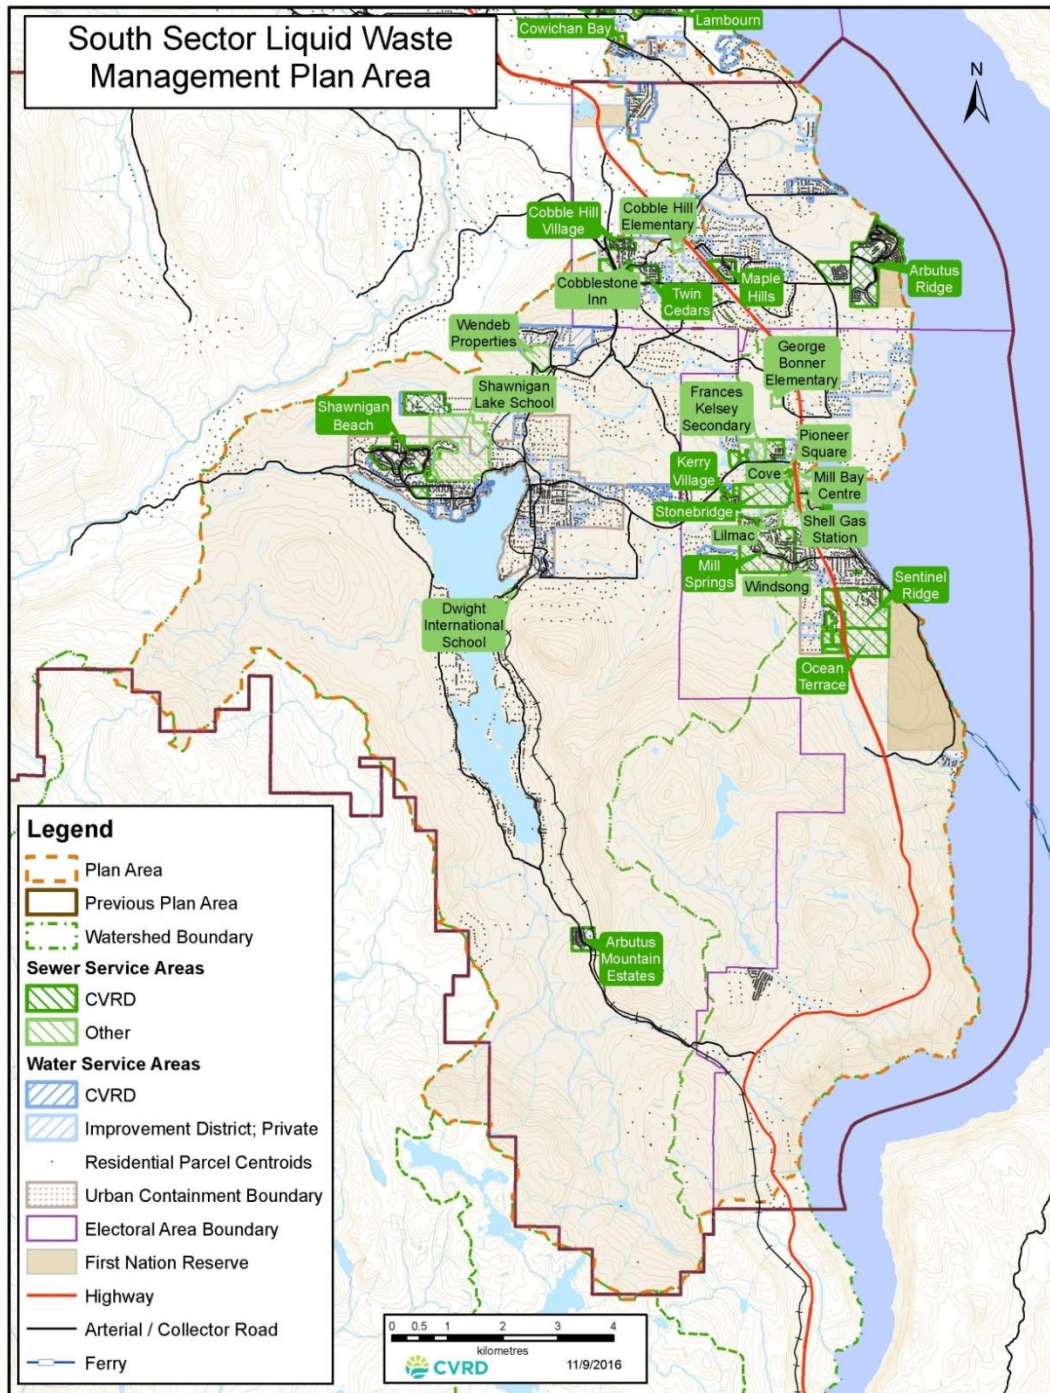 South Sector Liquid Waste
Management Plan Area
Cowichan Bay
Lambourn
N
Cobble Hill
Village
Cobble Hill
Elementary
Cobblestone
Inn
Twin
Cedars
Maple
Hills
Arbutus
Ridge
Wendeb
Properties
George
Bonner
Elementary
Shawnigan
Lake School
Frances
Kelsey
Secondary
Shawnigan
Beach
Pioneer
Square
Kerry
Village
Cove
Mill Bay
Centre
Stonebridge
Shell Gas
Station
Lilmac
Mill
Springs
Windsong
Sentinel
Ridge
Dwight
International
School
Ocean
Terrace
Arbutus
Mountain
Estates
Legend
Plan Area
Previous Plan Area
Watershed Boundary
Sewer Service Areas
CVRD
Other
Water Service Areas
CVRD
Improvement District; Private
Residential Parcel Centroids
Urban Containment Boundary
Electoral Area Boundary
First Nation Reserve
Highway
Arterial / Collector Road
Ferry
0 0.5 1 2 3 4
kilometres
CVRD
11/9/2016